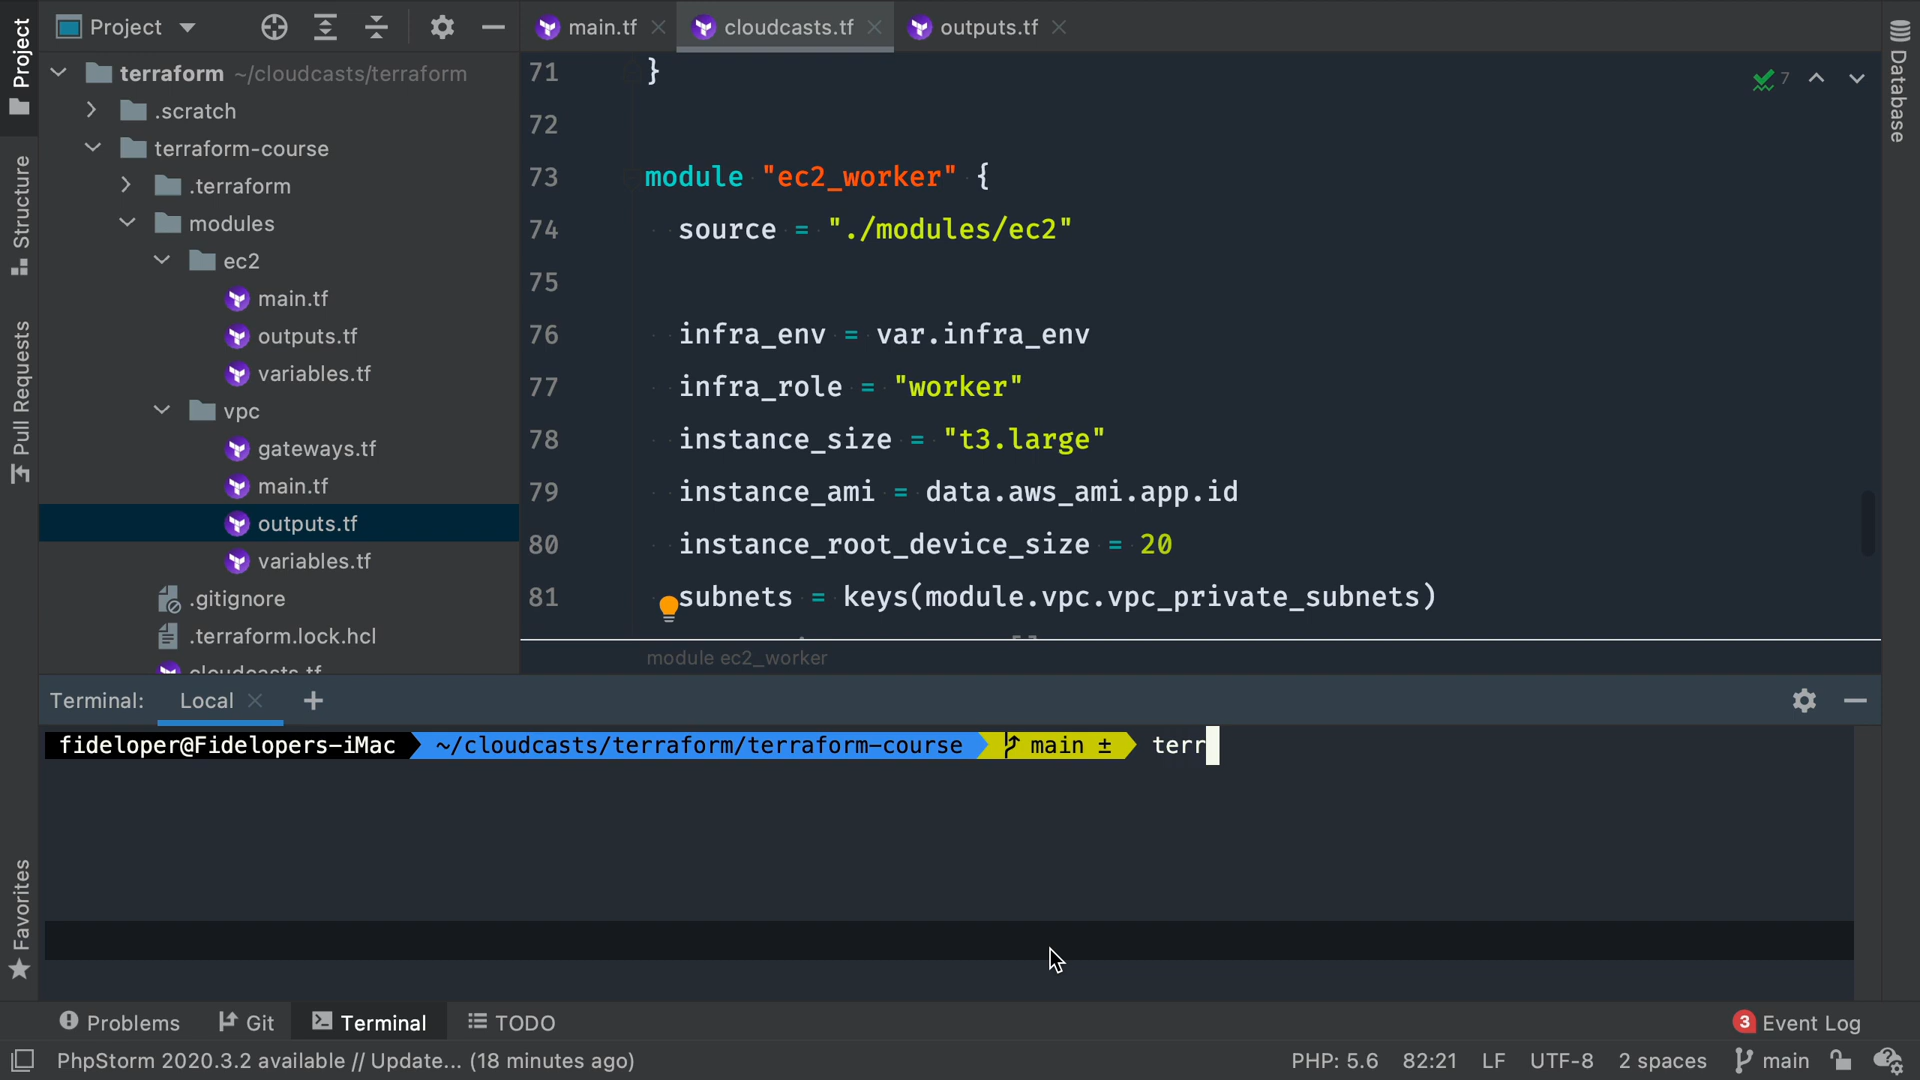 Project
Project
main.tf
cloudcasts.tf
outputs.tf
Database
Structure
Pull Requests
Favorites
terraform ~/cloudcasts/terraform
.scratch
terraform-course
.terraform
modules
ec2
main.tf
outputs.tf
variables.tf
vpc
gateways.tf
main.tf
outputs.tf
variables.tf
.gitignore
.terraform.lock.hcl
cloudcasts.tf
7
71 }
72
73 module "ec2_worker" {
74 source = "./modules/ec2"
75
76 infra_env = var.infra_env
77 infra_role = "worker"
78 instance_size = "t3.large"
79 instance_ami = data.aws_ami.app.id
80 instance_root_device_size = 20
81 subnets = keys(module.vpc.vpc_private_subnets)
module ec2_worker
Terminal: Local
fideloper@Fidelopers-iMac ~/cloudcasts/terraform/terraform-course main ± terr
Problems Git Terminal TODO 3 Event Log
PhpStorm 2020.3.2 available // Update... (18 minutes ago) PHP: 5.6 82:21 LF UTF-8 2 spaces main